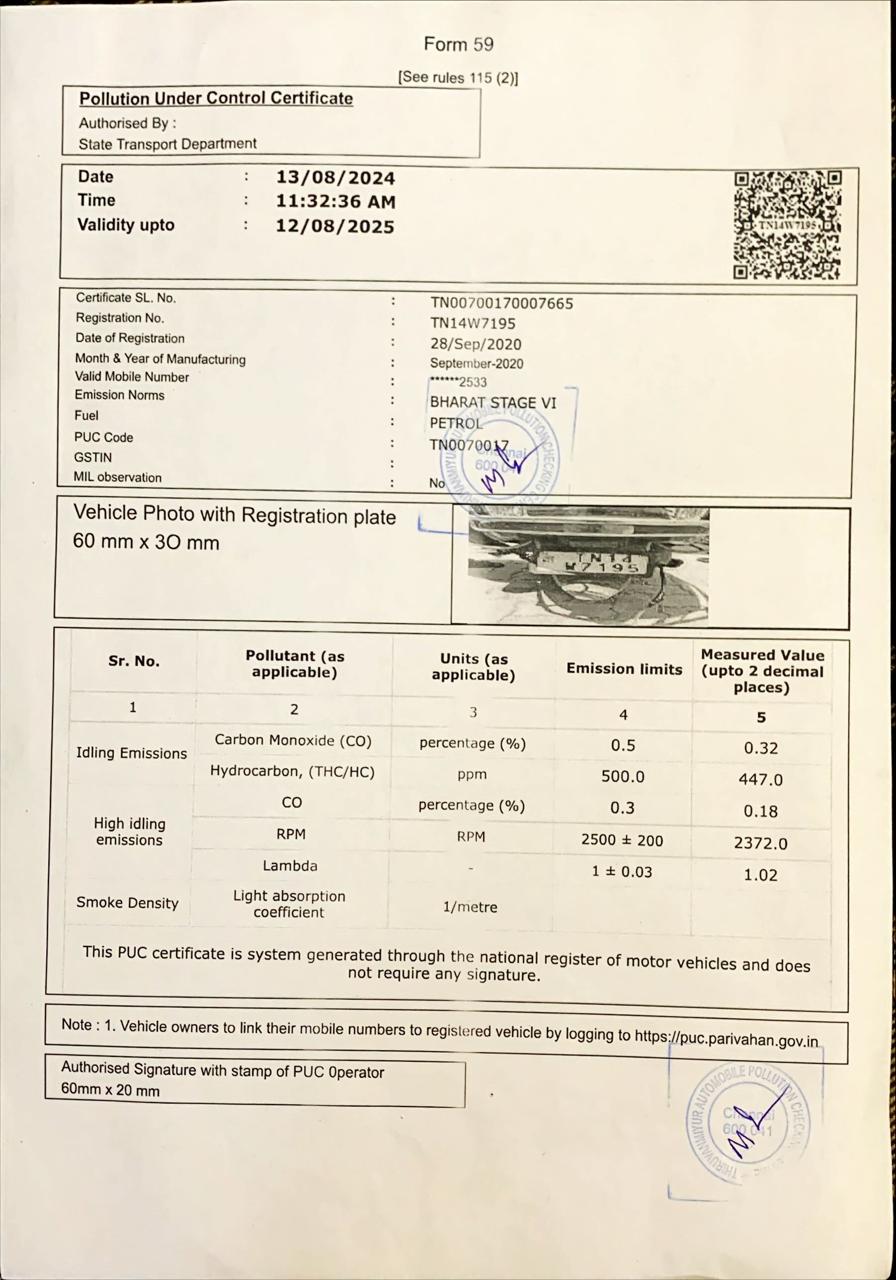 Form 59
[See rules 115 (2)]
Pollution Under Control Certificate
Authorised By :
State Transport Department
Date : 13/08/2024
Time : 11:32:36 AM
Validity upto : 12/08/2025
TN14W7195
Certificate SL. No. : TN00700170007665
Registration No. : TN14W7195
Date of Registration : 28/Sep/2020
Month & Year of Manufacturing : September-2020
Valid Mobile Number : ******2533
Emission Norms : BHARAT STAGE VI
Fuel : PETROL
PUC Code : TN0070017
GSTIN :
MIL observation : No
Vehicle Photo with Registration plate
60 mm x 3O mm
TN14
W7195
Sr. No. Pollutant (as applicable) Units (as applicable) Emission limits Measured Value (upto 2 decimal places)
1 2 3 4 5
Idling Emissions Carbon Monoxide (CO) percentage (%) 0.5 0.32
Hydrocarbon, (THC/HC) ppm 500.0 447.0
High idling emissions CO percentage (%) 0.3 0.18
RPM RPM 2500 ± 200 2372.0
Lambda - 1 ± 0.03 1.02
Smoke Density Light absorption coefficient 1/metre
This PUC certificate is system generated through the national register of motor vehicles and does
not require any signature.
Note : 1. Vehicle owners to link their mobile numbers to registered vehicle by logging to https://puc.parivahan.gov.in
Authorised Signature with stamp of PUC 0perator
60mm x 20 mm
THIRUVANMIYUR AUTOMOBILE POLLUTION CHECKING
Chennai
600 041